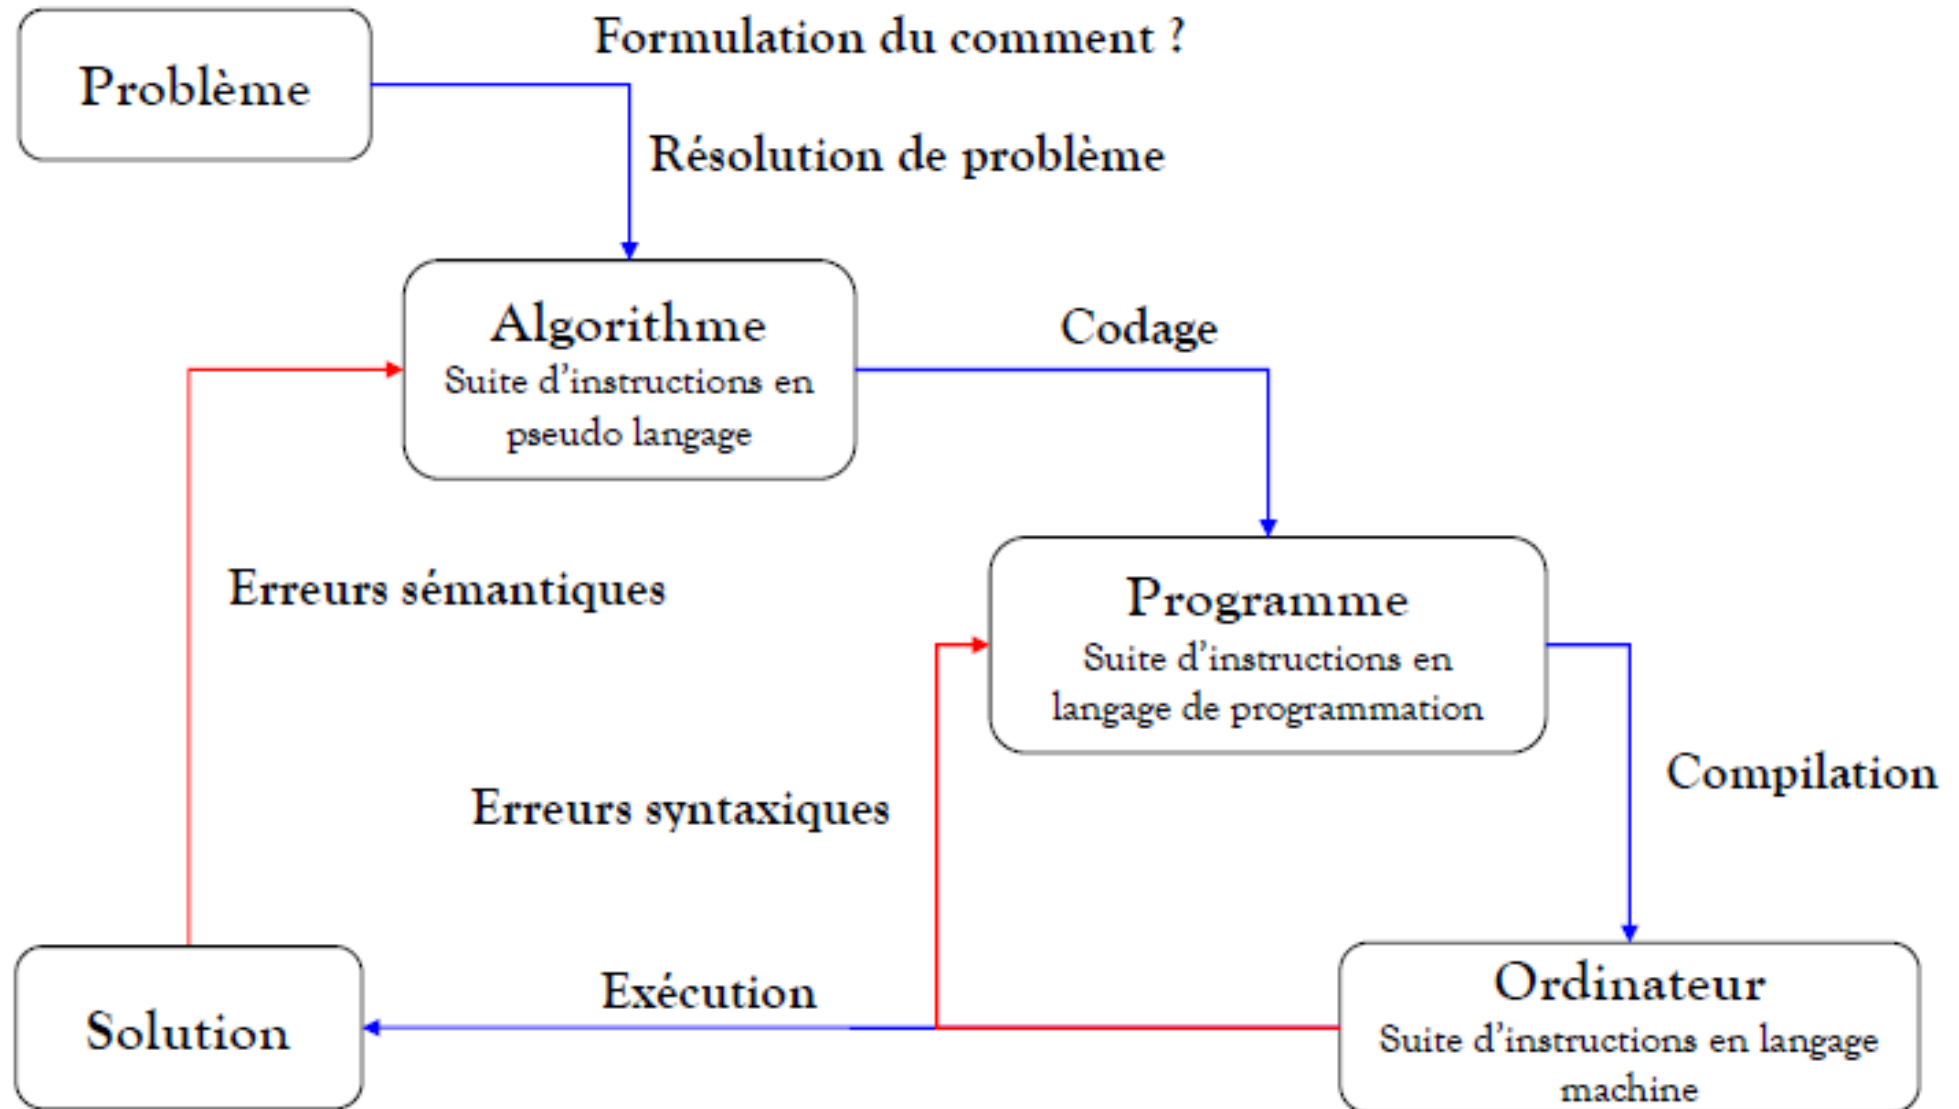 Formulation du comment ?
Problème
Résolution de problème
Algorithme
Suite d'instructions en
pseudo langage
Codage
Erreurs sémantiques
Programme
Suite d'instructions en
langage de programmation
Compilation
Erreurs syntaxiques
Exécution
Ordinateur
Suite d'instructions en langage
machine
Solution